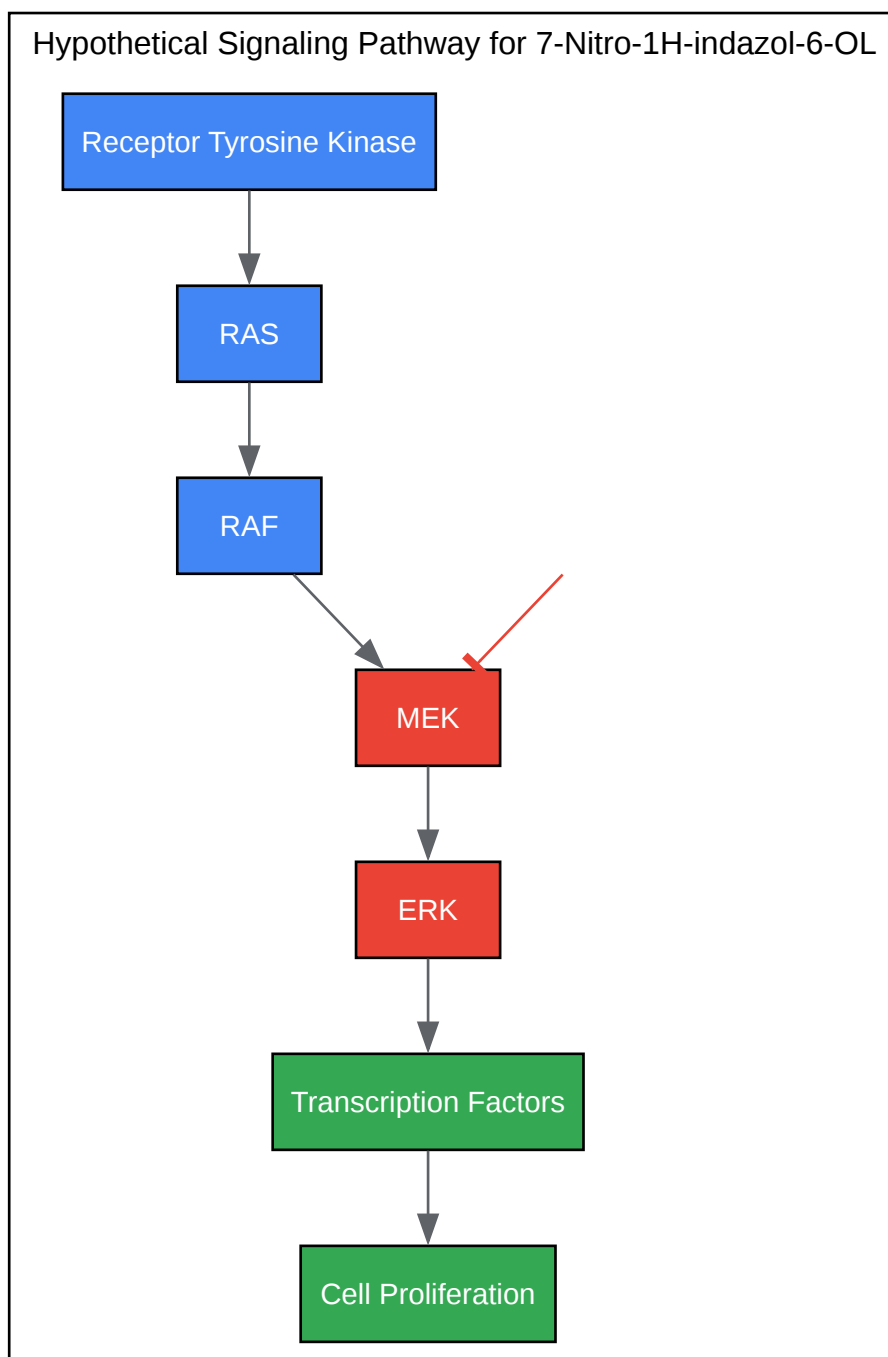 Hypothetical Signaling Pathway for 7-Nitro-1H-indazol-6-OL
Receptor Tyrosine Kinase
RAS
RAF
MEK
ERK
Transcription Factors
Cell Proliferation